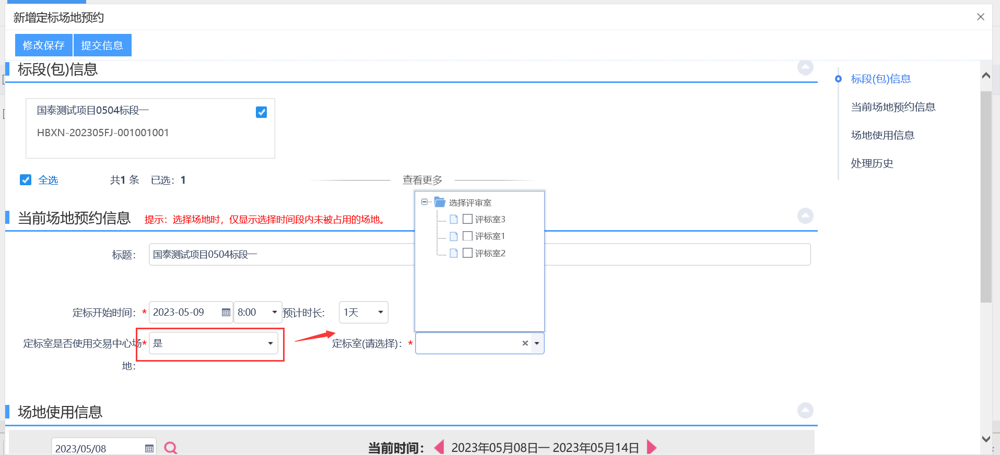 新增定标场地预约
修改保存 提交信息
标段(包)信息
国泰测试项目0504标段一
HBXN-202305FJ-001001001
全选 共1 条 已选：1 查看更多
标段(包)信息
当前场地预约信息
场地使用信息
处理历史
当前场地预约信息 提示：选择场地时，仅显示选择时间段内未被占用的场地。
选择评审室
评标室3
评标室1
评标室2
标题： 国泰测试项目0504标段一
定标开始时间：* 2023-05-09 8:00 预计时长: 1天
定标室是否使用交易中心场地：* 是 定标室(请选择)：*
场地使用信息
2023/05/08 当前时间： 2023年05月08日一 2023年05月14日